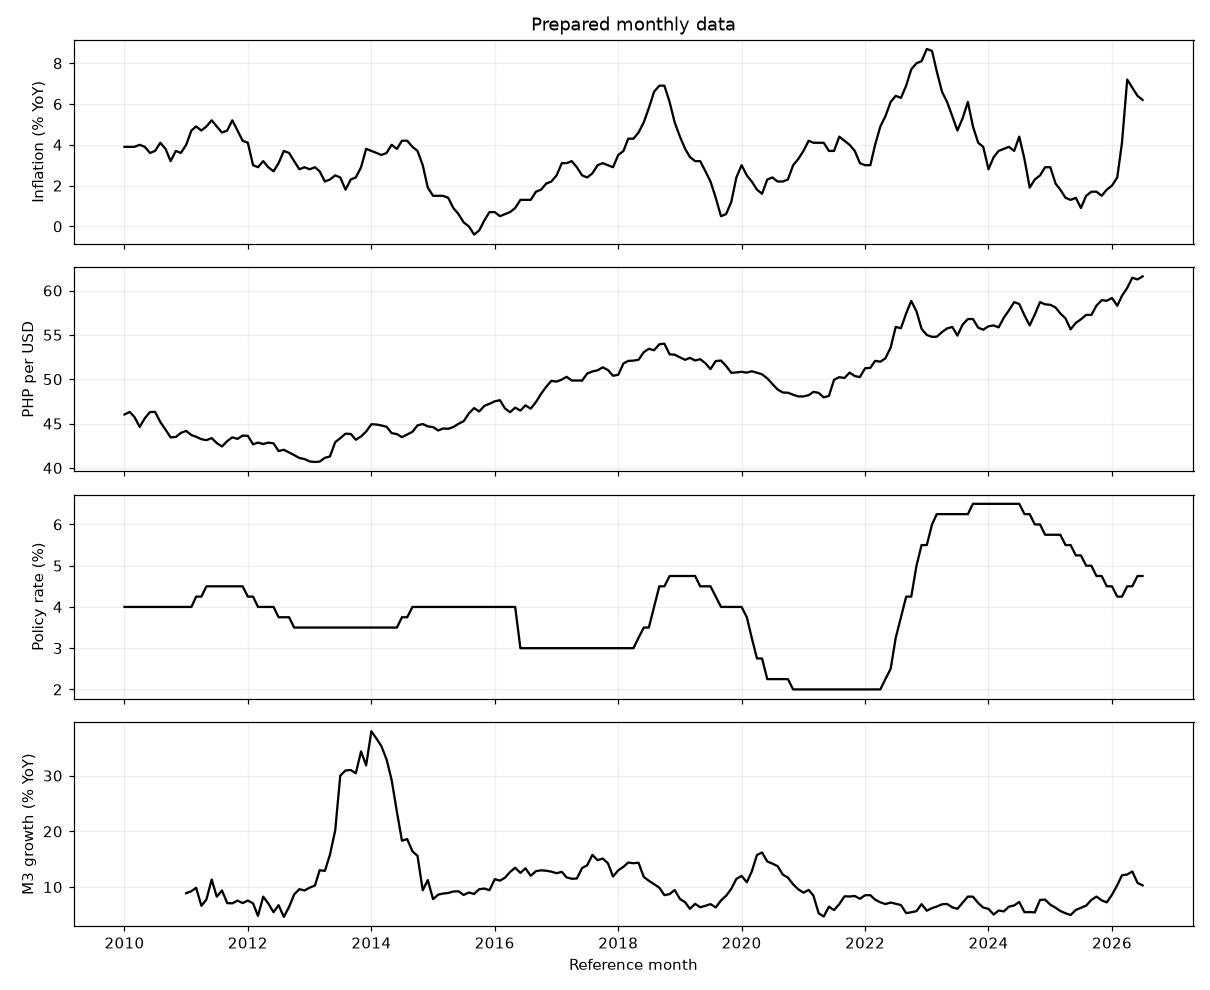 Prepared monthly data
Inflation (% YoY)
8
6
4
2
0
PHP per USD
60
55
50
45
40
Policy rate (%)
6
5
4
3
2
M3 growth (% YoY)
30
20
10
2010 2012 2014 2016 2018 2020 2022 2024 2026
Reference month